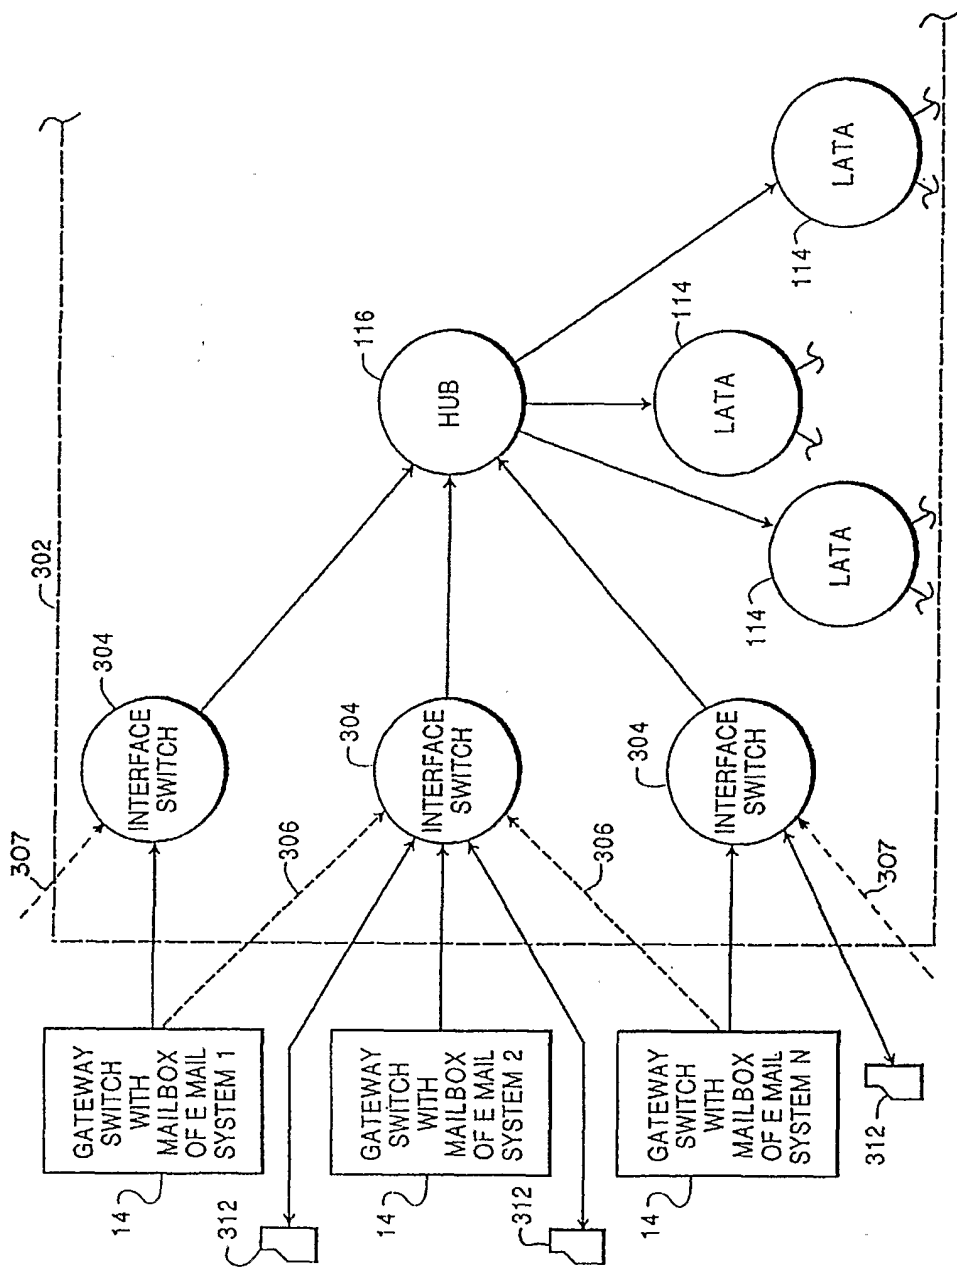 302
307
304
INTERFACE
SWITCH
GATEWAY
SWITCH
WITH
MAILBOX
OF E MAIL
SYSTEM 1
14
306
304
INTERFACE
SWITCH
116
HUB
312
GATEWAY
SWITCH
WITH
MAILBOX
OF E MAIL
SYSTEM 2
14
306
304
INTERFACE
SWITCH
307
312
GATEWAY
SWITCH
WITH
MAILBOX
OF E MAIL
SYSTEM N
14
312
114
LATA
114
LATA
114
LATA